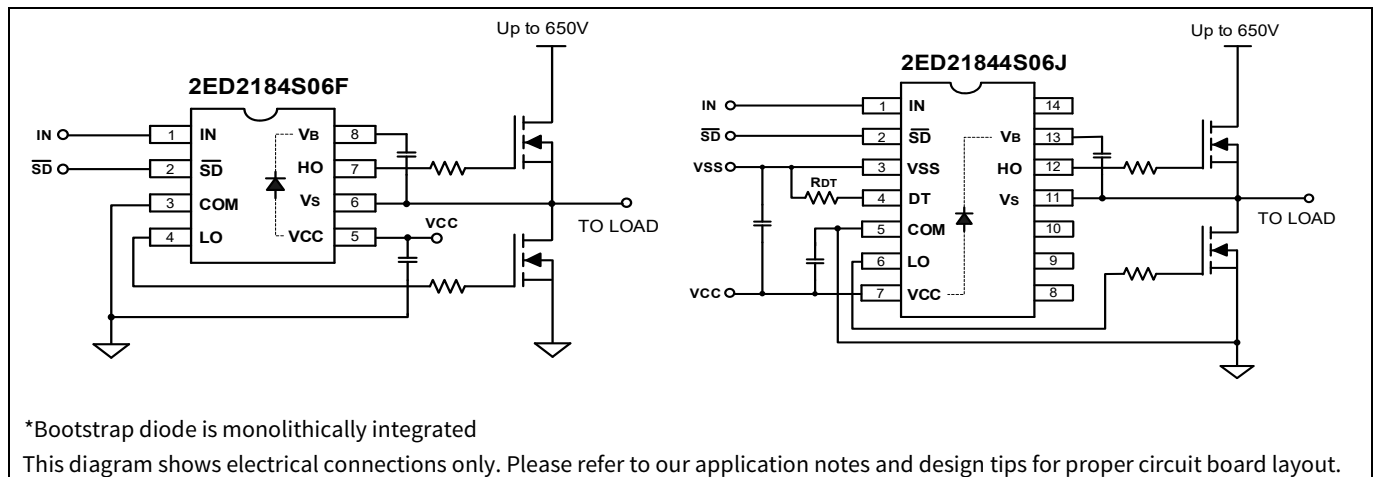 Up to 650V
2ED2184S06F
IN
SD
1 IN
2 SD
3 COM
4 LO
VB 8
HO 7
VS 6
VCC 5
VCC
TO LOAD
Up to 650V
2ED21844S06J
IN
SD
VSS
RDT
VCC
1 IN
2 SD
3 VSS
4 DT
5 COM
6 LO
7 VCC
14
VB 13
HO 12
VS 11
10
9
8
TO LOAD
*Bootstrap diode is monolithically integrated
This diagram shows electrical connections only. Please refer to our application notes and design tips for proper circuit board layout.